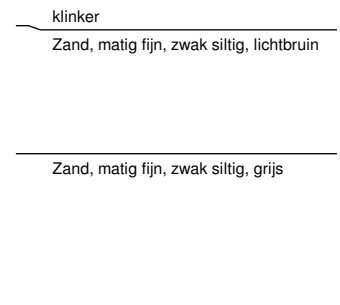 klinker
Zand, matig fijn, zwak siltig, lichtbruin
Zand, matig fijn, zwak siltig, grijs